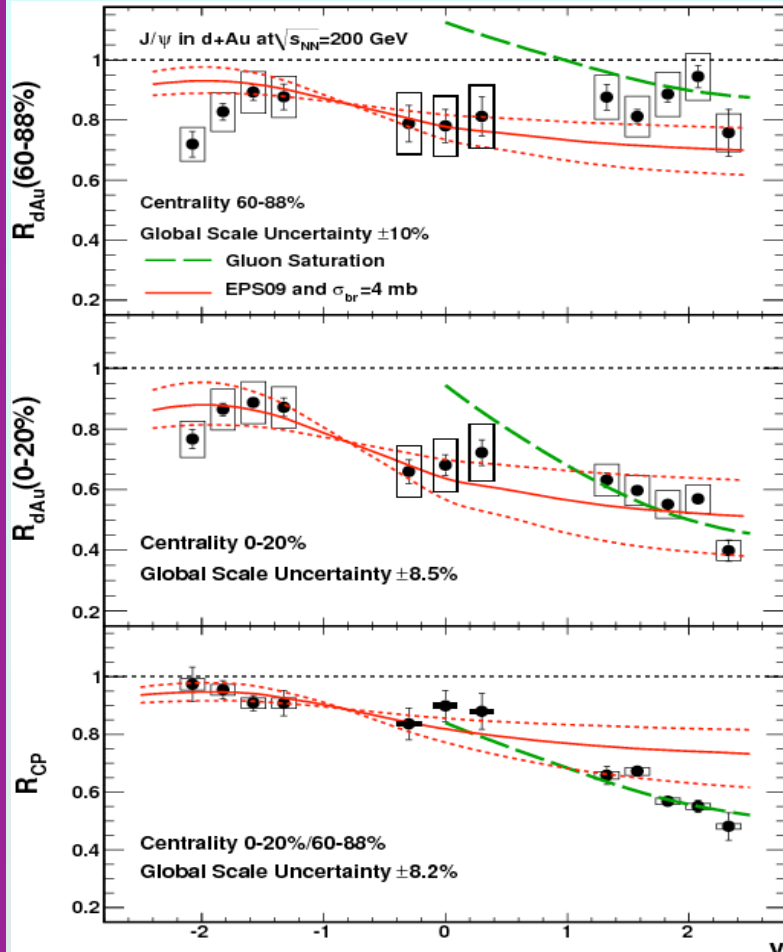 J/ψ in d+Au at√s_NN=200 GeV
R_dAu(60-88%)
1
0.8
0.6
0.4
0.2
Centrality 60-88%
Global Scale Uncertainty ±10%
Gluon Saturation
EPS09 and σ_br=4 mb
R_dAu(0-20%)
1
0.8
0.6
0.4
0.2
Centrality 0-20%
Global Scale Uncertainty ±8.5%
R_CP
1
0.8
0.6
0.4
0.2
Centrality 0-20%/60-88%
Global Scale Uncertainty ±8.2%
-2 -1 0 1 2